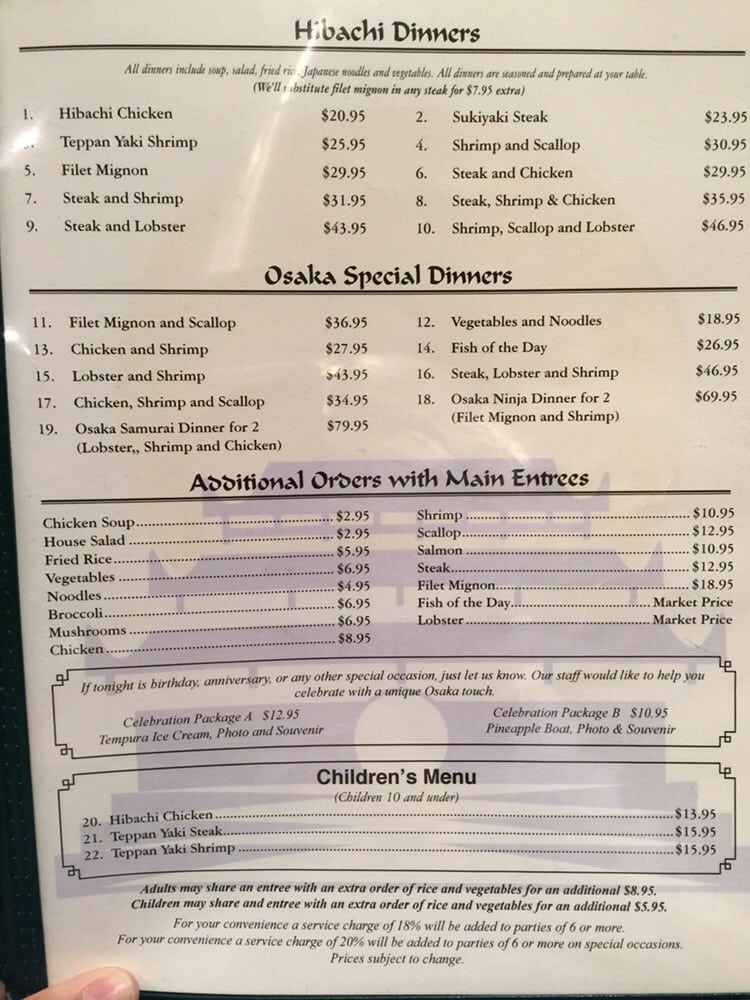 Hibachi Dinners
All dinners include soup, salad, fried rice, Japanese noodles and vegetables. All dinners are seasoned and prepared at your table.
(We'll substitute filet mignon in any steak for $7.95 extra)
1. Hibachi Chicken $20.95 2. Sukiyaki Steak $23.95
Teppan Yaki Shrimp $25.95 4. Shrimp and Scallop $30.95
5. Filet Mignon $29.95 6. Steak and Chicken $29.95
7. Steak and Shrimp $31.95 8. Steak, Shrimp & Chicken $35.95
9. Steak and Lobster $43.95 10. Shrimp, Scallop and Lobster $46.95
Osaka Special Dinners
11. Filet Mignon and Scallop $36.95 12. Vegetables and Noodles $18.95
13. Chicken and Shrimp $27.95 14. Fish of the Day $26.95
15. Lobster and Shrimp $43.95 16. Steak, Lobster and Shrimp $46.95
17. Chicken, Shrimp and Scallop $34.95 18. Osaka Ninja Dinner for 2 $69.95
(Filet Mignon and Shrimp)
19. Osaka Samurai Dinner for 2 $79.95
(Lobster,, Shrimp and Chicken)
Additional Orders with Main Entrees
Chicken Soup $2.95
House Salad $2.95
Fried Rice $5.95
Vegetables $6.95
Noodles $4.95
Broccoli $6.95
Mushrooms $6.95
Chicken $8.95
Shrimp $10.95
Scallop $12.95
Salmon $10.95
Steak $12.95
Filet Mignon $18.95
Fish of the Day Market Price
Lobster Market Price
If tonight is birthday, anniversary, or any other special occasion, just let us know. Our staff would like to help you
celebrate with a unique Osaka touch.
Celebration Package A $12.95
Tempura Ice Cream, Photo and Souvenir
Celebration Package B $10.95
Pineapple Boat, Photo & Souvenir
Children's Menu
(Children 10 and under)
20. Hibachi Chicken $13.95
21. Teppan Yaki Steak $15.95
22. Teppan Yaki Shrimp $15.95
Adults may share an entree with an extra order of rice and vegetables for an additional $8.95.
Children may share and entree with an extra order of rice and vegetables for an additional $5.95.
For your convenience a service charge of 18% will be added to parties of 6 or more.
For your convenience a service charge of 20% will be added to parties of 6 or more on special occasions.
Prices subject to change.